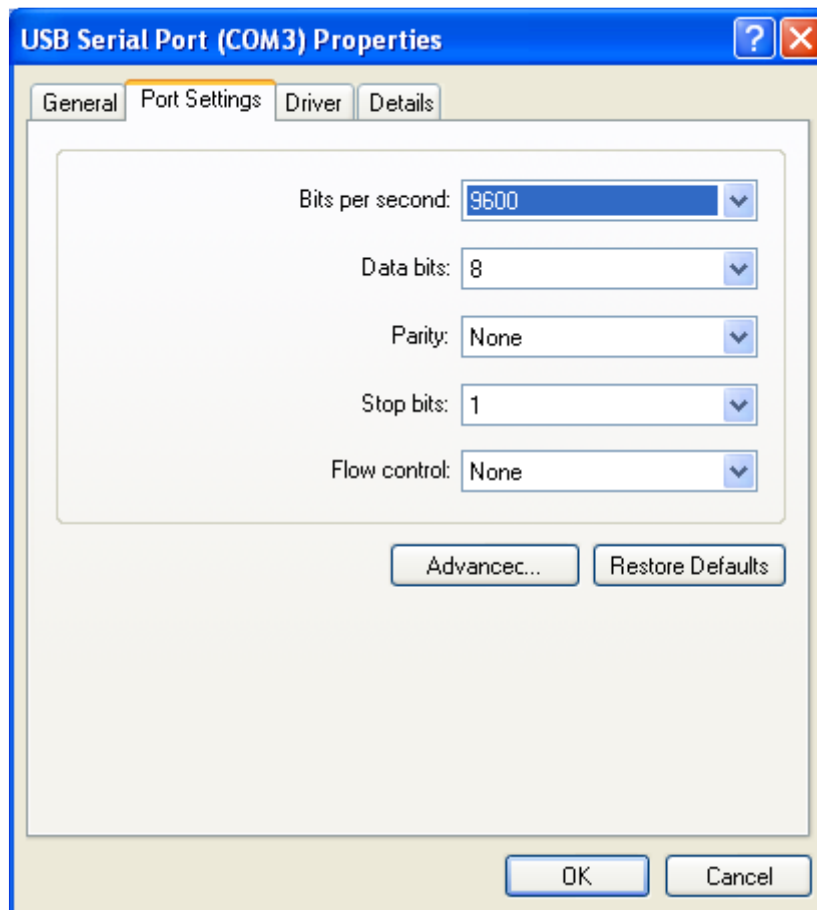 USB Serial Port (COM3) Properties
General Port Settings Driver Details
Bits per second: 9600
Data bits: 8
Parity: None
Stop bits: 1
Flow control: None
Advancec... Restore Defaults
OK Cancel